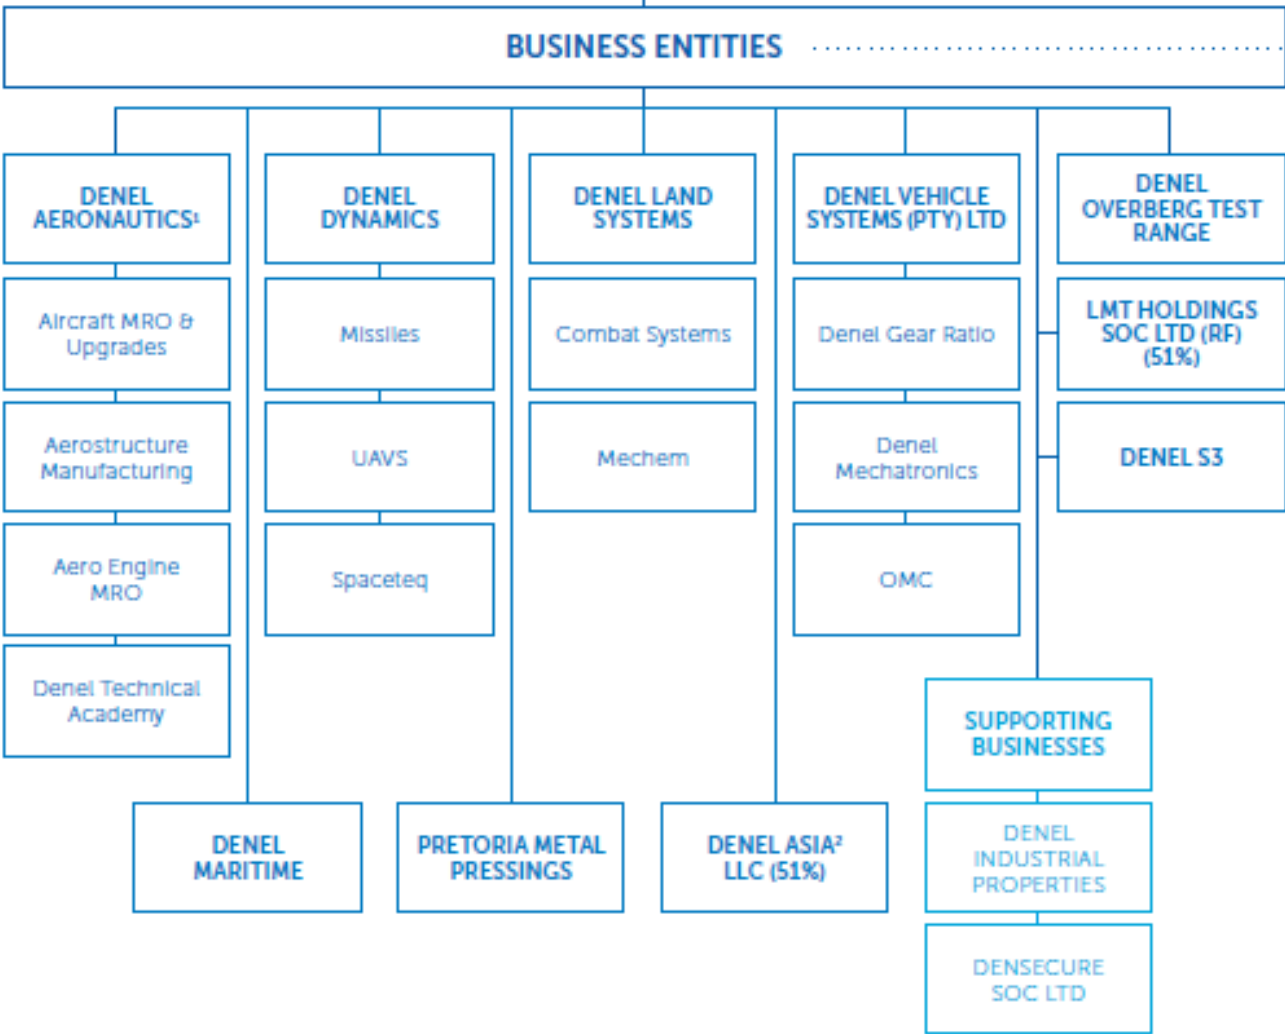 BUSINESS ENTITIES
DENEL
AERONAUTICS¹
Aircraft MRO &
Upgrades
Aerostructure
Manufacturing
Aero Engine
MRO
Denel Technical
Academy
DENEL
DYNAMICS
Missiles
UAVS
Spaceteq
DENEL LAND
SYSTEMS
Combat Systems
Mechem
DENEL VEHICLE
SYSTEMS (PTY) LTD
Denel Gear Ratio
Denel
Mechatronics
OMC
DENEL
OVERBERG TEST
RANGE
LMT HOLDINGS
SOC LTD (RF)
(51%)
DENEL S3
DENEL
MARITIME
PRETORIA METAL
PRESSINGS
DENEL ASIA²
LLC (51%)
SUPPORTING
BUSINESSES
DENEL
INDUSTRIAL
PROPERTIES
DENSECURE
SOC LTD